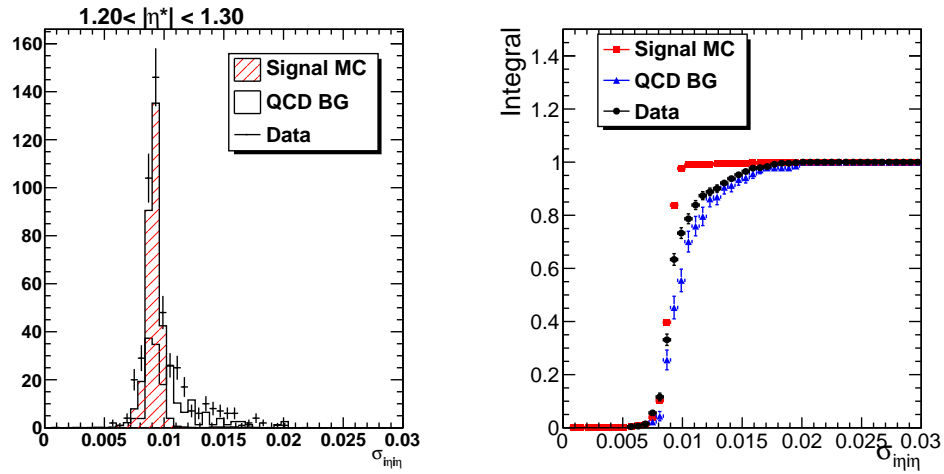 1.20< |η*| < 1.30
160
140
120
100
80
60
40
20
0
0 0.005 0.01 0.015 0.02 0.025 0.03
σiηiη
Signal MC
QCD BG
Data
Integral
1.4
1.2
1
0.8
0.6
0.4
0.2
0
0 0.005 0.01 0.015 0.02 0.025 0.03
σiηiη
Signal MC
QCD BG
Data